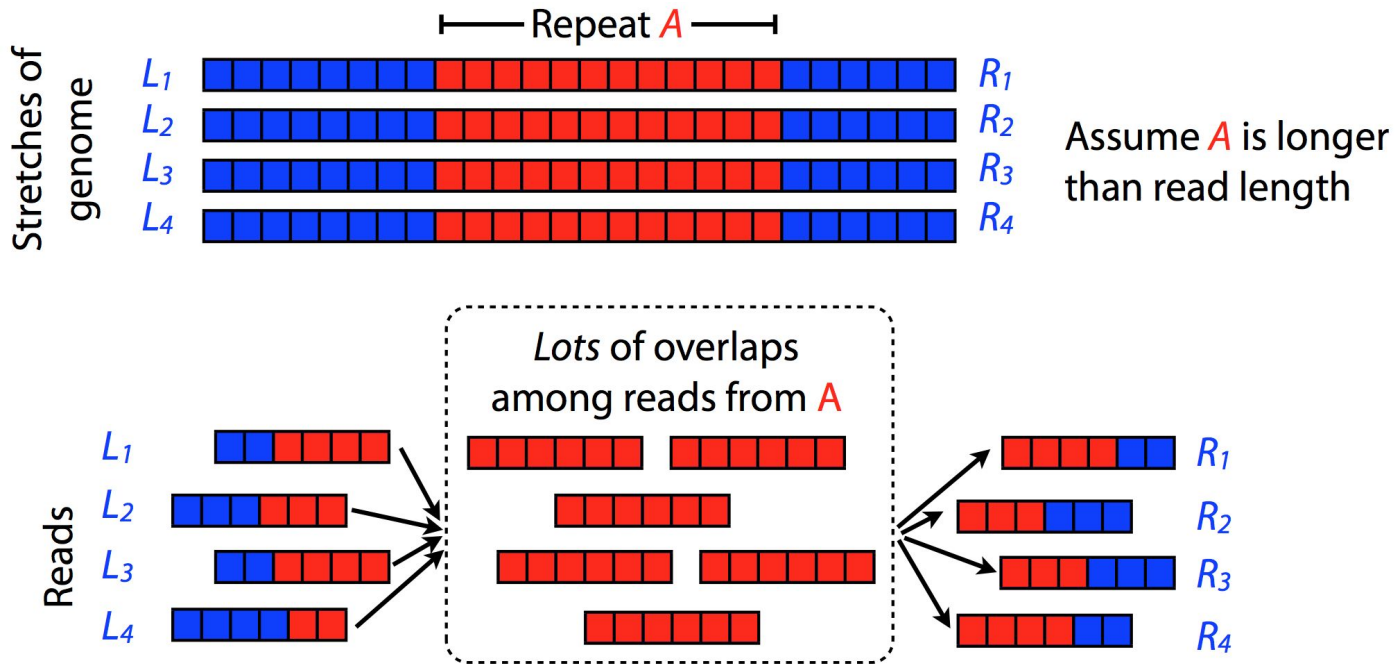 Repeat A
Stretches of
genome
L1
L2
L3
L4
R1
R2
R3
R4
Assume A is longer
than read length
Lots of overlaps
among reads from A
Reads
L1
L2
L3
L4
R1
R2
R3
R4